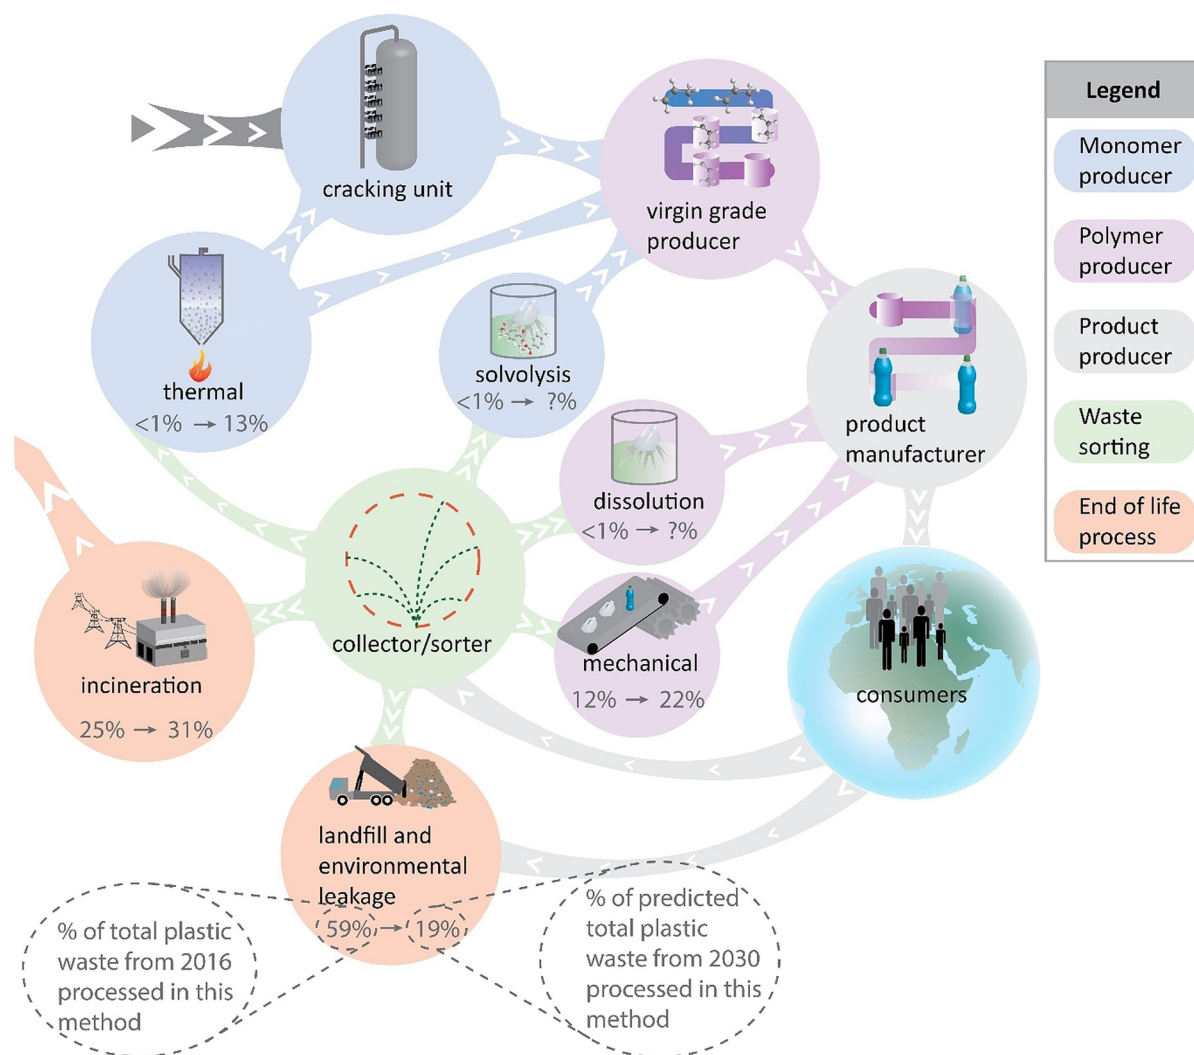 cracking unit
virgin grade
producer
thermal
<1% → 13%
solvolysis
<1% → ?%
product
manufacturer
dissolution
<1% → ?%
collector/sorter
mechanical
12% → 22%
incineration
25% → 31%
consumers
landfill and
environmental
leakage
59% → 19%
% of total plastic
waste from 2016
processed in this
method
% of predicted
total plastic
waste from 2030
processed in this
method
Legend
Monomer
producer
Polymer
producer
Product
producer
Waste
sorting
End of life
process